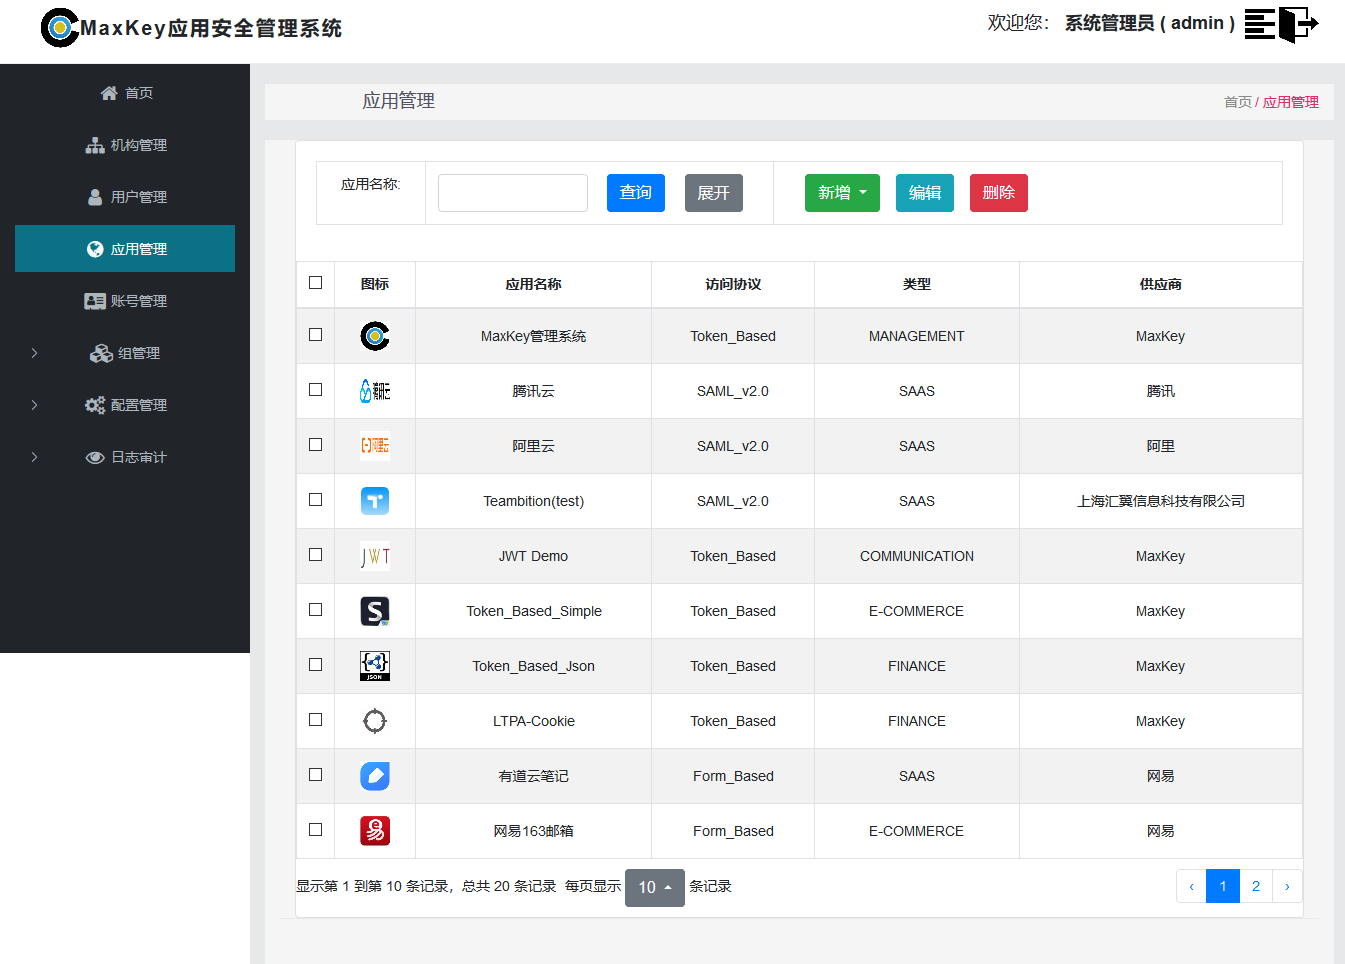 MaxKey应用安全管理系统
欢迎您: 系统管理员 ( admin )
首页
机构管理
用户管理
应用管理
账号管理
组管理
配置管理
日志审计
应用管理
首页 / 应用管理
应用名称:
查询
展开
新增
编辑
删除
图标 应用名称 访问协议 类型 供应商
MaxKey管理系统 Token_Based MANAGEMENT MaxKey
腾讯云 腾讯云 SAML_v2.0 SAAS 腾讯
阿里云 阿里云 SAML_v2.0 SAAS 阿里
Teambition(test) SAML_v2.0 SAAS 上海汇翼信息科技有限公司
JWT JWT Demo Token_Based COMMUNICATION MaxKey
S Token_Based_Simple Token_Based E-COMMERCE MaxKey
JSON Token_Based_Json Token_Based FINANCE MaxKey
LTPA-Cookie Token_Based FINANCE MaxKey
有道云笔记 Form_Based SAAS 网易
易 网易163邮箱 Form_Based E-COMMERCE 网易
显示第 1 到第 10 条记录，总共 20 条记录 每页显示 10 条记录
‹ 1 2 ›